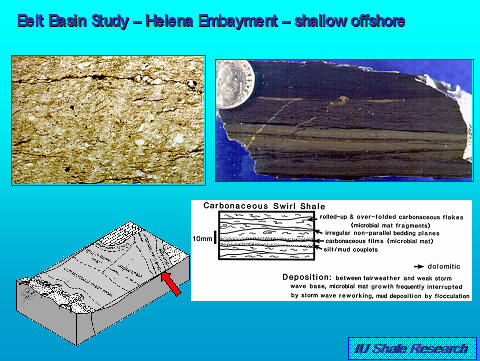 Belt Basin Study – Helena Embayment – shallow offshore
Carbonaceous Swirl Shale
rolled-up & over-folded carbonaceous flakes
(microbial mat fragments)
irregular non-parallel bedding planes
10mm
carbonaceous films (microbial mat)
silt/mud couplets
dolomitic
Deposition: between fairweather and weak storm
wave base, microbial mat growth frequently interrupted
by storm wave reworking, mud deposition by flocculation
IU Shale Research